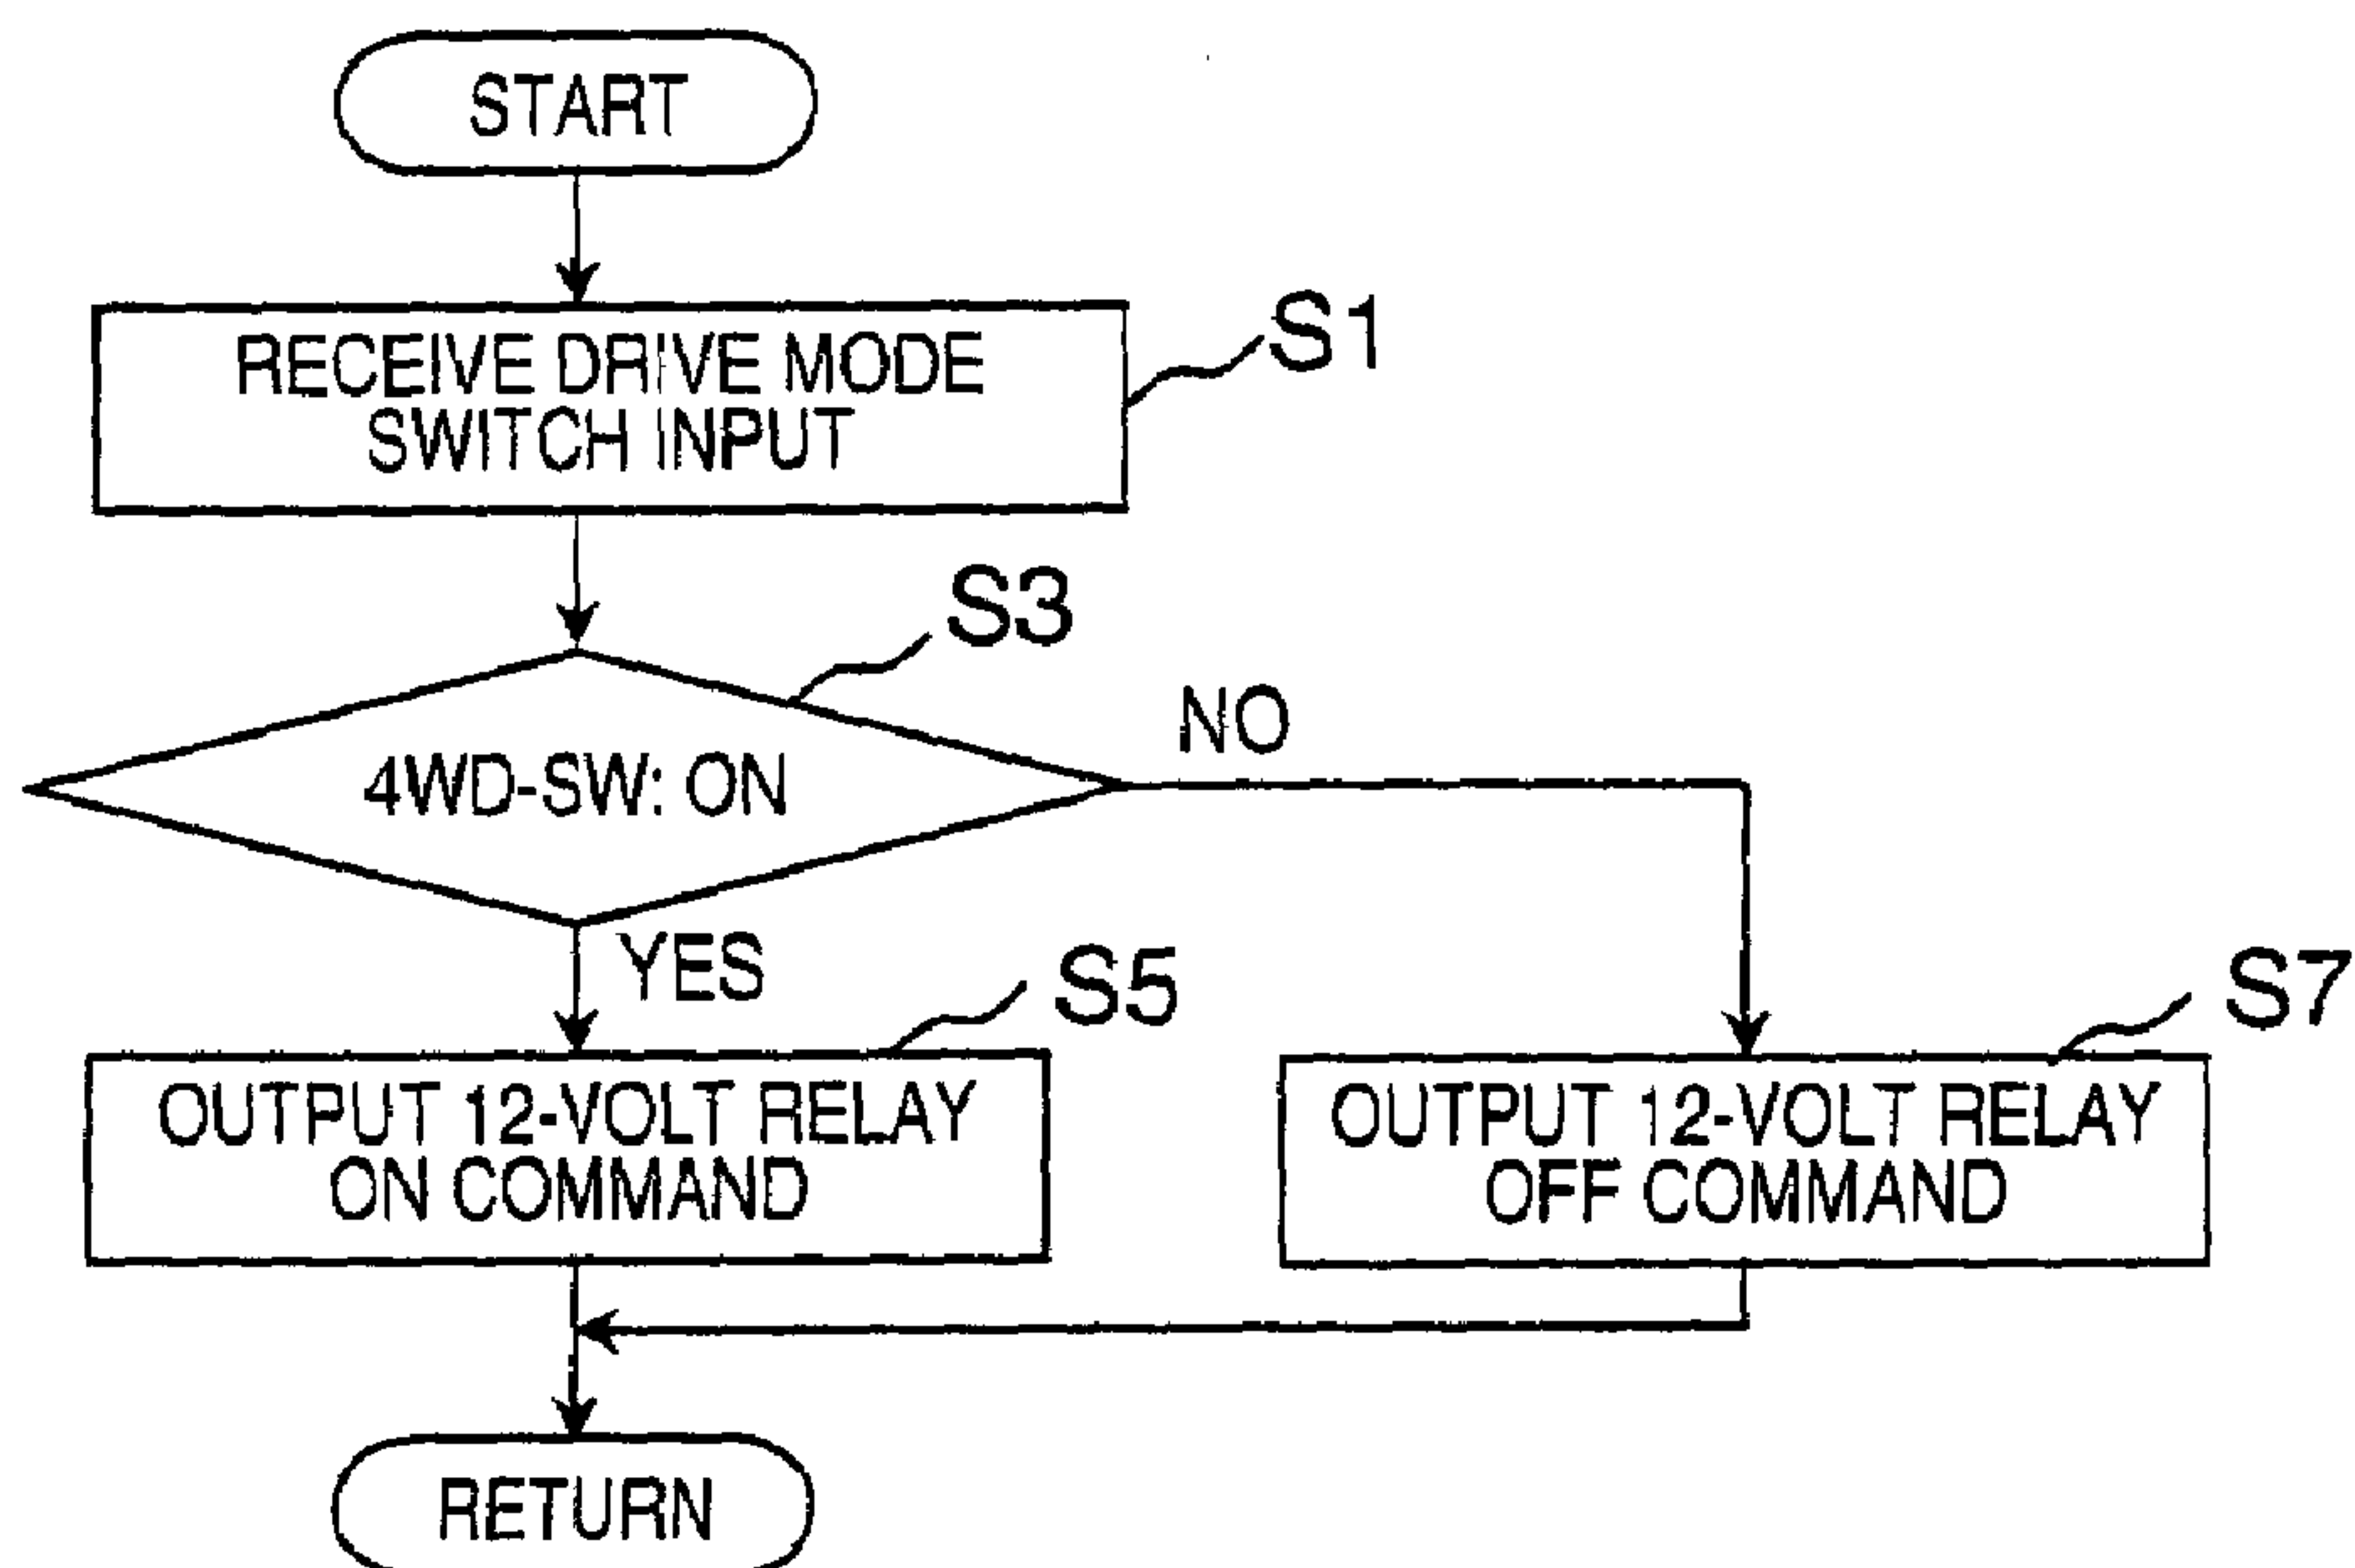 START
RECEIVE DRIVE MODE
SWITCH INPUT
S1
S3
4WD-SW: ON
NO
YES
S5
S7
OUTPUT 12-VOLT RELAY
ON COMMAND
OUTPUT 12-VOLT RELAY
OFF COMMAND
RETURN